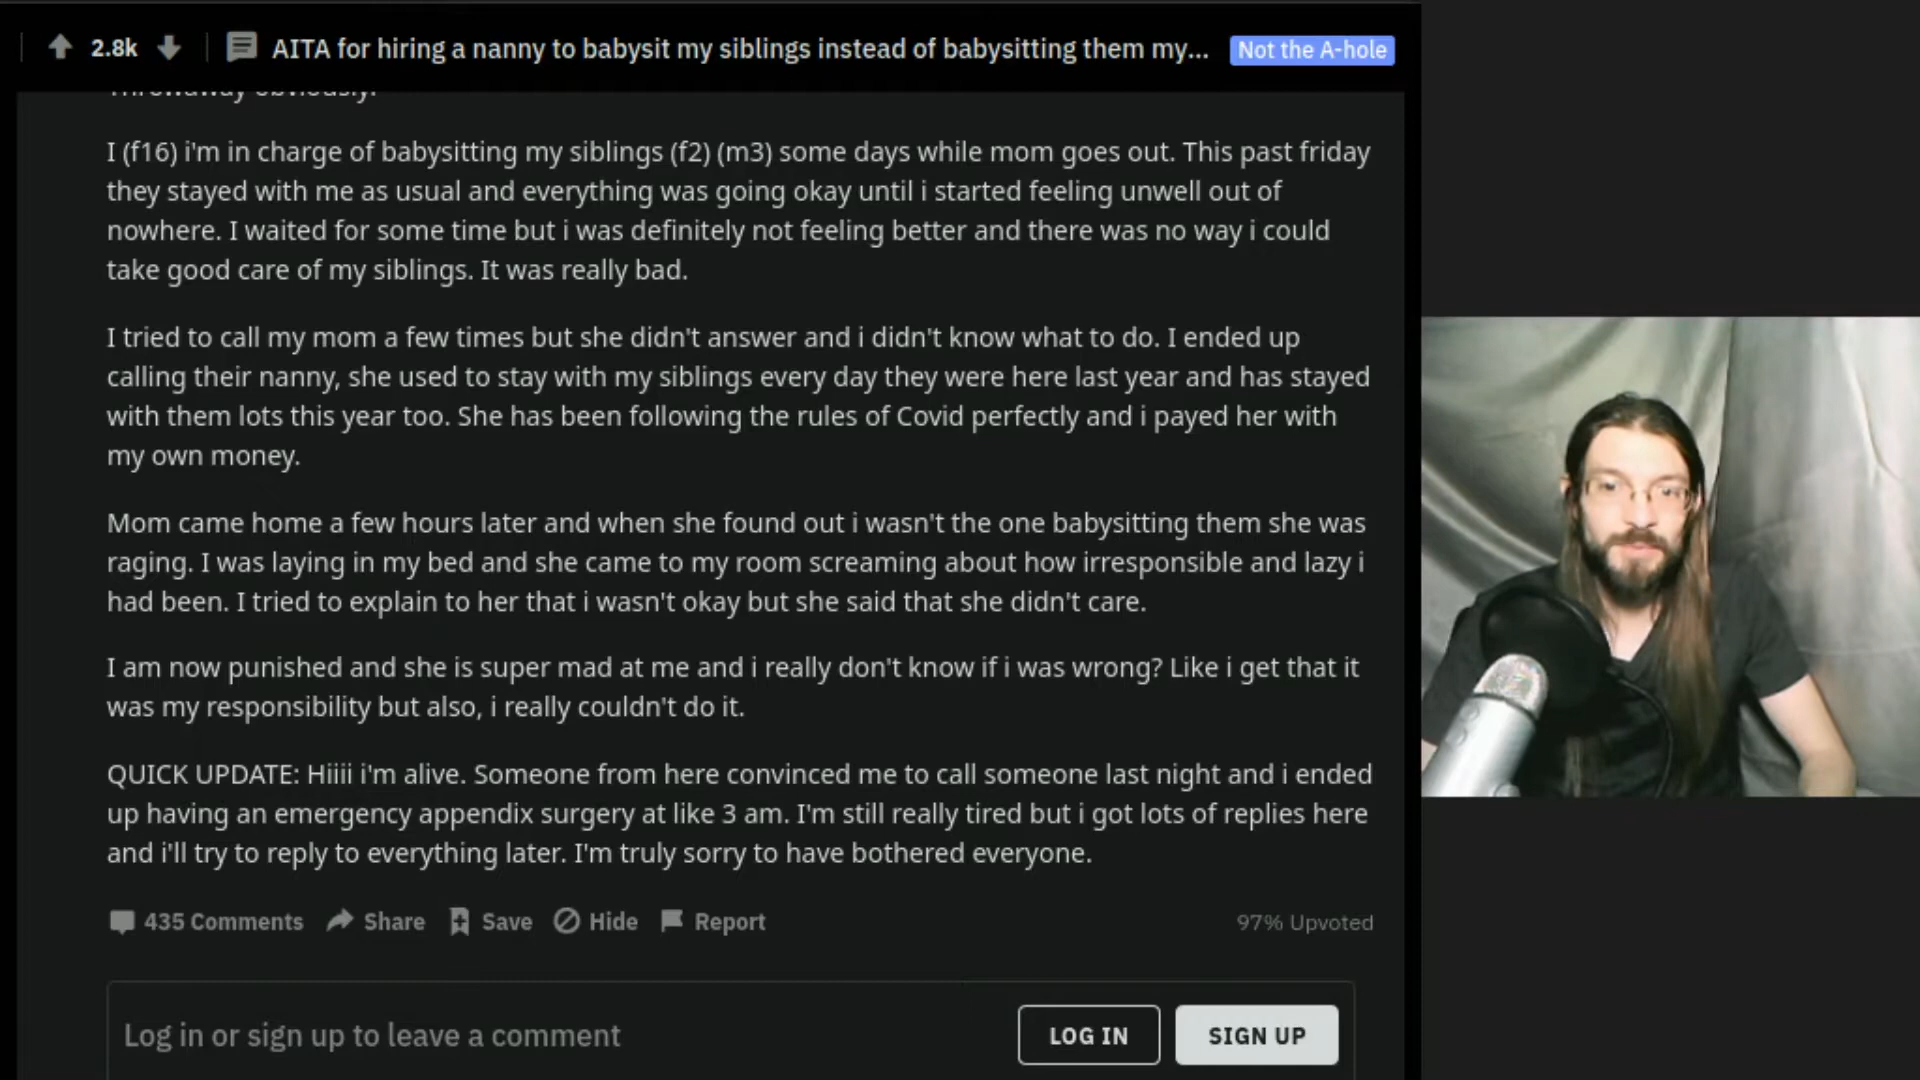 2.8k
AITA for hiring a nanny to babysit my siblings instead of babysitting them my...
Not the A-hole
Throwaway obviously.
I (f16) i'm in charge of babysitting my siblings (f2) (m3) some days while mom goes out. This past friday
they stayed with me as usual and everything was going okay until i started feeling unwell out of
nowhere. I waited for some time but i was definitely not feeling better and there was no way i could
take good care of my siblings. It was really bad.
I tried to call my mom a few times but she didn't answer and i didn't know what to do. I ended up
calling their nanny, she used to stay with my siblings every day they were here last year and has stayed
with them lots this year too. She has been following the rules of Covid perfectly and i payed her with
my own money.
Mom came home a few hours later and when she found out i wasn't the one babysitting them she was
raging. I was laying in my bed and she came to my room screaming about how irresponsible and lazy i
had been. I tried to explain to her that i wasn't okay but she said that she didn't care.
I am now punished and she is super mad at me and i really don't know if i was wrong? Like i get that it
was my responsibility but also, i really couldn't do it.
QUICK UPDATE: Hiiii i'm alive. Someone from here convinced me to call someone last night and i ended
up having an emergency appendix surgery at like 3 am. I'm still really tired but i got lots of replies here
and i'll try to reply to everything later. I'm truly sorry to have bothered everyone.
435 Comments Share Save Hide Report 97% Upvoted
Log in or sign up to leave a comment LOG IN SIGN UP